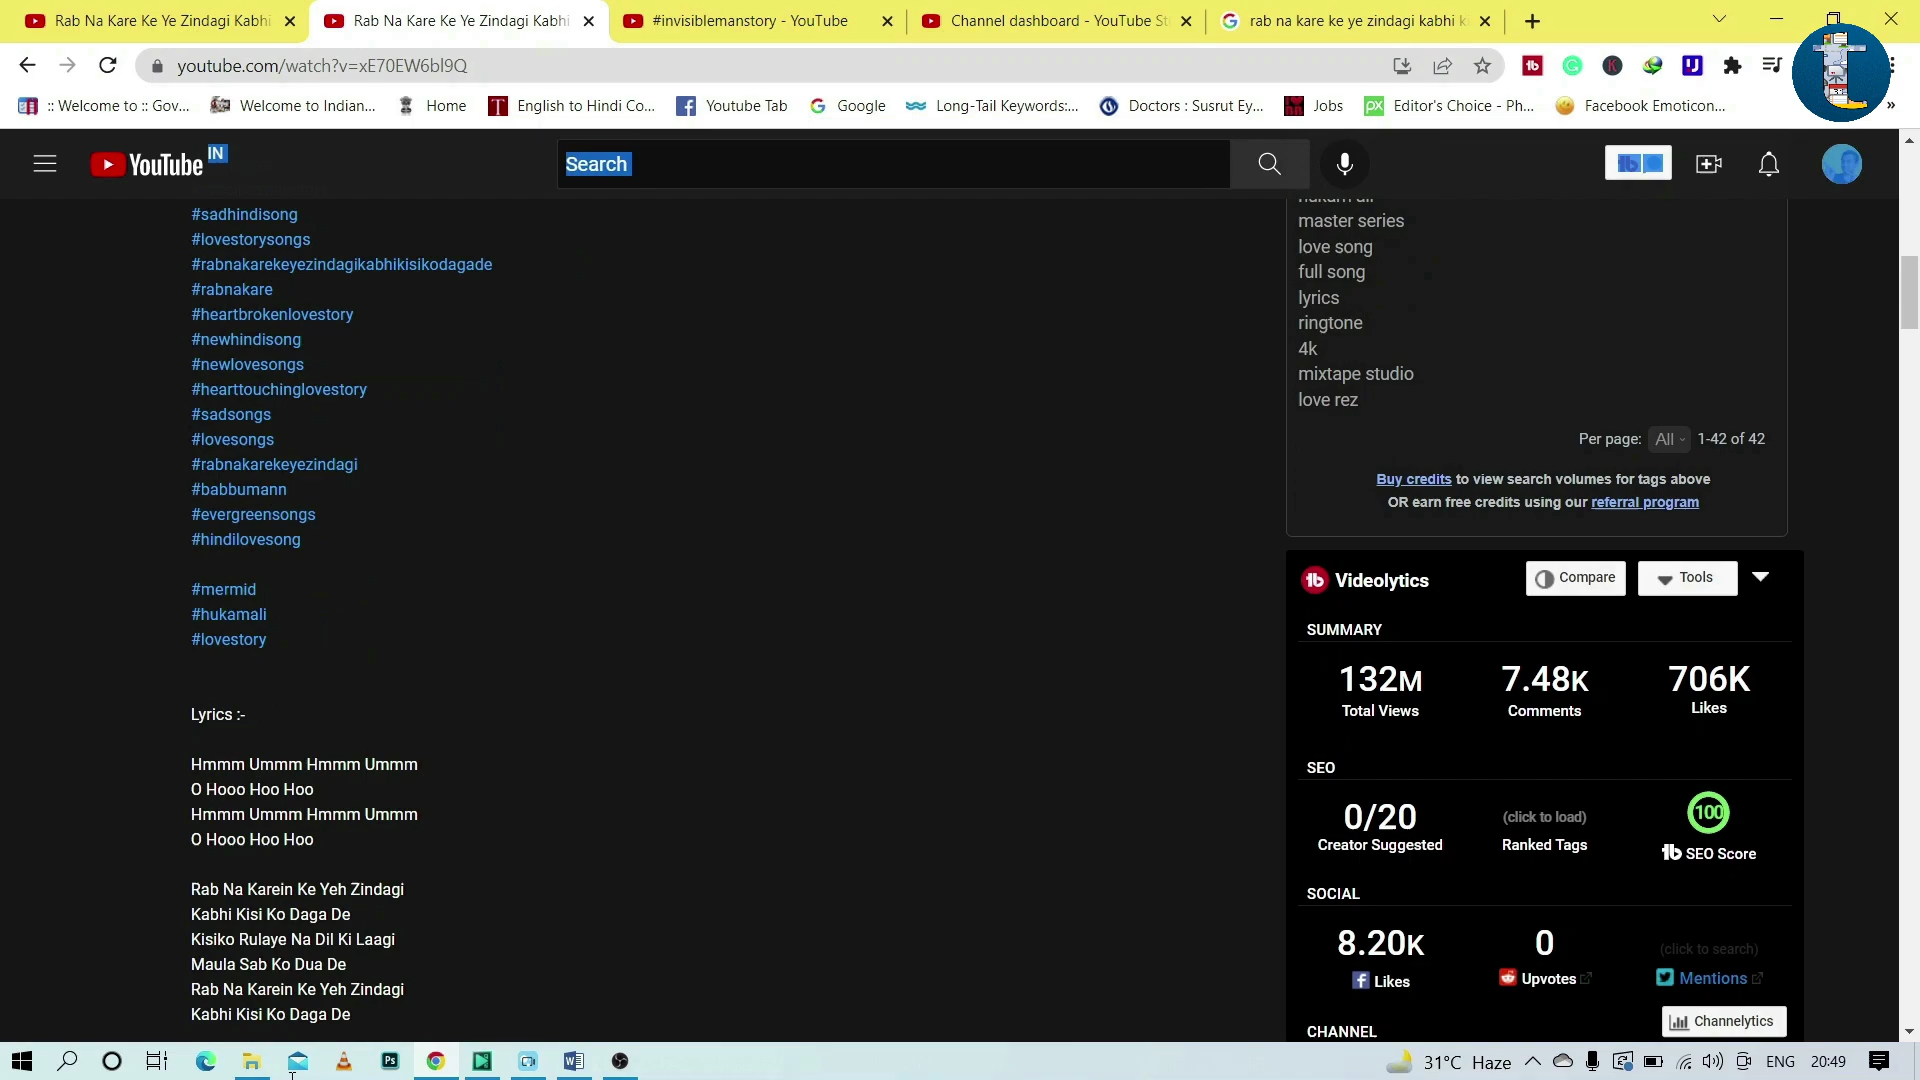 Rab Na Kare Ke Ye Zindagi Kabhi
Rab Na Kare Ke Ye Zindagi Kabhi
#invisiblemanstory - YouTube
Channel dashboard - YouTube St
rab na kare ke ye zindagi kabhi k
youtube.com/watch?v=xE70EW6bl9Q
:: Welcome to :: Gov...
Welcome to Indian...
Home
English to Hindi Co...
Youtube Tab
Google
Long-Tail Keywords:...
Doctors : Susrut Ey...
Jobs
Editor's Choice - Ph...
Facebook Emoticon...
YouTube IN
Search
#sadhindisong
#lovestorysongs
#rabnakarekeyezindagikabhikisikodagade
#rabnakare
#heartbrokenlovestory
#newhindisong
#newlovesongs
#hearttouchinglovestory
#sadsongs
#lovesongs
#rabnakarekeyezindagi
#babbumann
#evergreensongs
#hindilovesong
#mermid
#hukamali
#lovestory
Lyrics :-
Hmmm Ummm Hmmm Ummm
O Hooo Hoo Hoo
Hmmm Ummm Hmmm Ummm
O Hooo Hoo Hoo
Rab Na Karein Ke Yeh Zindagi
Kabhi Kisi Ko Daga De
Kisiko Rulaye Na Dil Ki Laagi
Maula Sab Ko Dua De
Rab Na Karein Ke Yeh Zindagi
Kabhi Kisi Ko Daga De
master series
love song
full song
lyrics
ringtone
4k
mixtape studio
love rez
Per page: All 1-42 of 42
Buy credits to view search volumes for tags above
OR earn free credits using our referral program
tb Videolytics
Compare
Tools
SUMMARY
132M
Total Views
7.48K
Comments
706K
Likes
SEO
0/20
Creator Suggested
(click to load)
Ranked Tags
100
tb SEO Score
SOCIAL
8.20K
Likes
0
Upvotes
(click to search)
Mentions
CHANNEL
Channelytics
31°C Haze
ENG
20:49